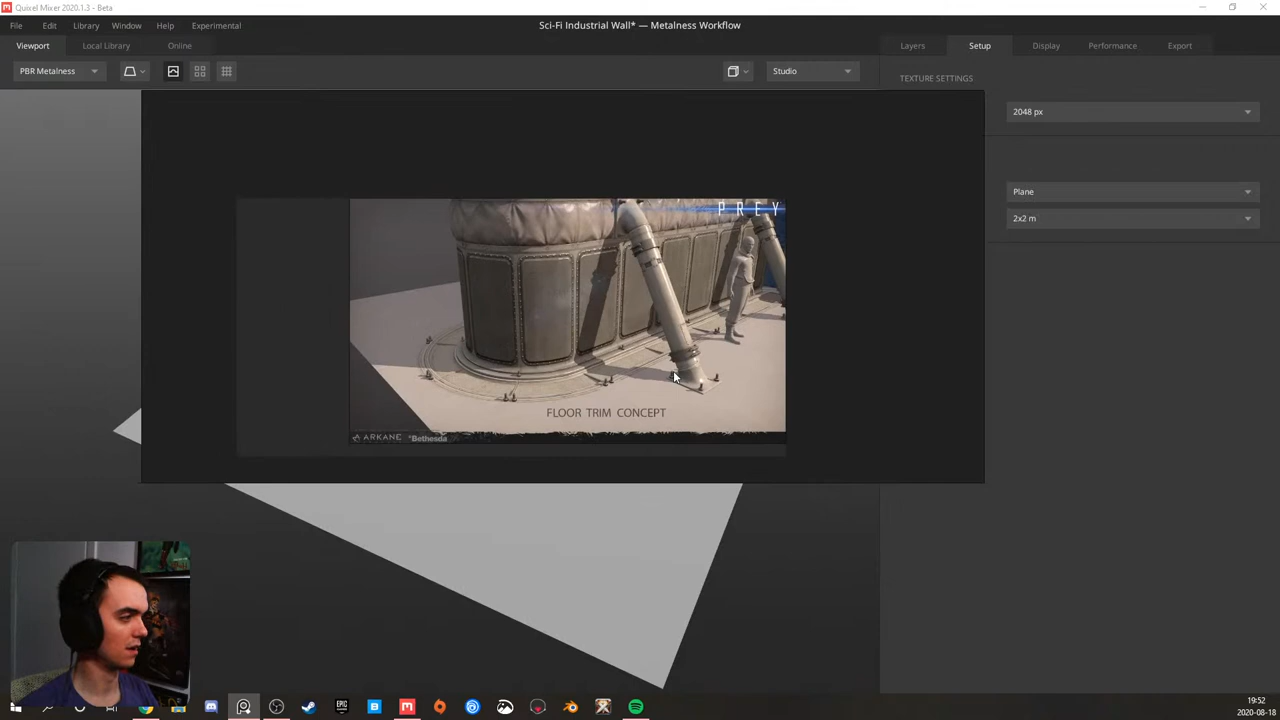 Quixel Mixer 2020.1.3 - Beta
File Edit Library Window Help Experimental
Sci-Fi Industrial Wall* — Metalness Workflow
Viewport Local Library Online
Layers Setup Display Performance Export
PBR Metalness
Studio
TEXTURE SETTINGS
2048 px
Plane
2x2 m
PREY
FLOOR TRIM CONCEPT
ARKANE Bethesda
EPIC
19:52
2020-08-18